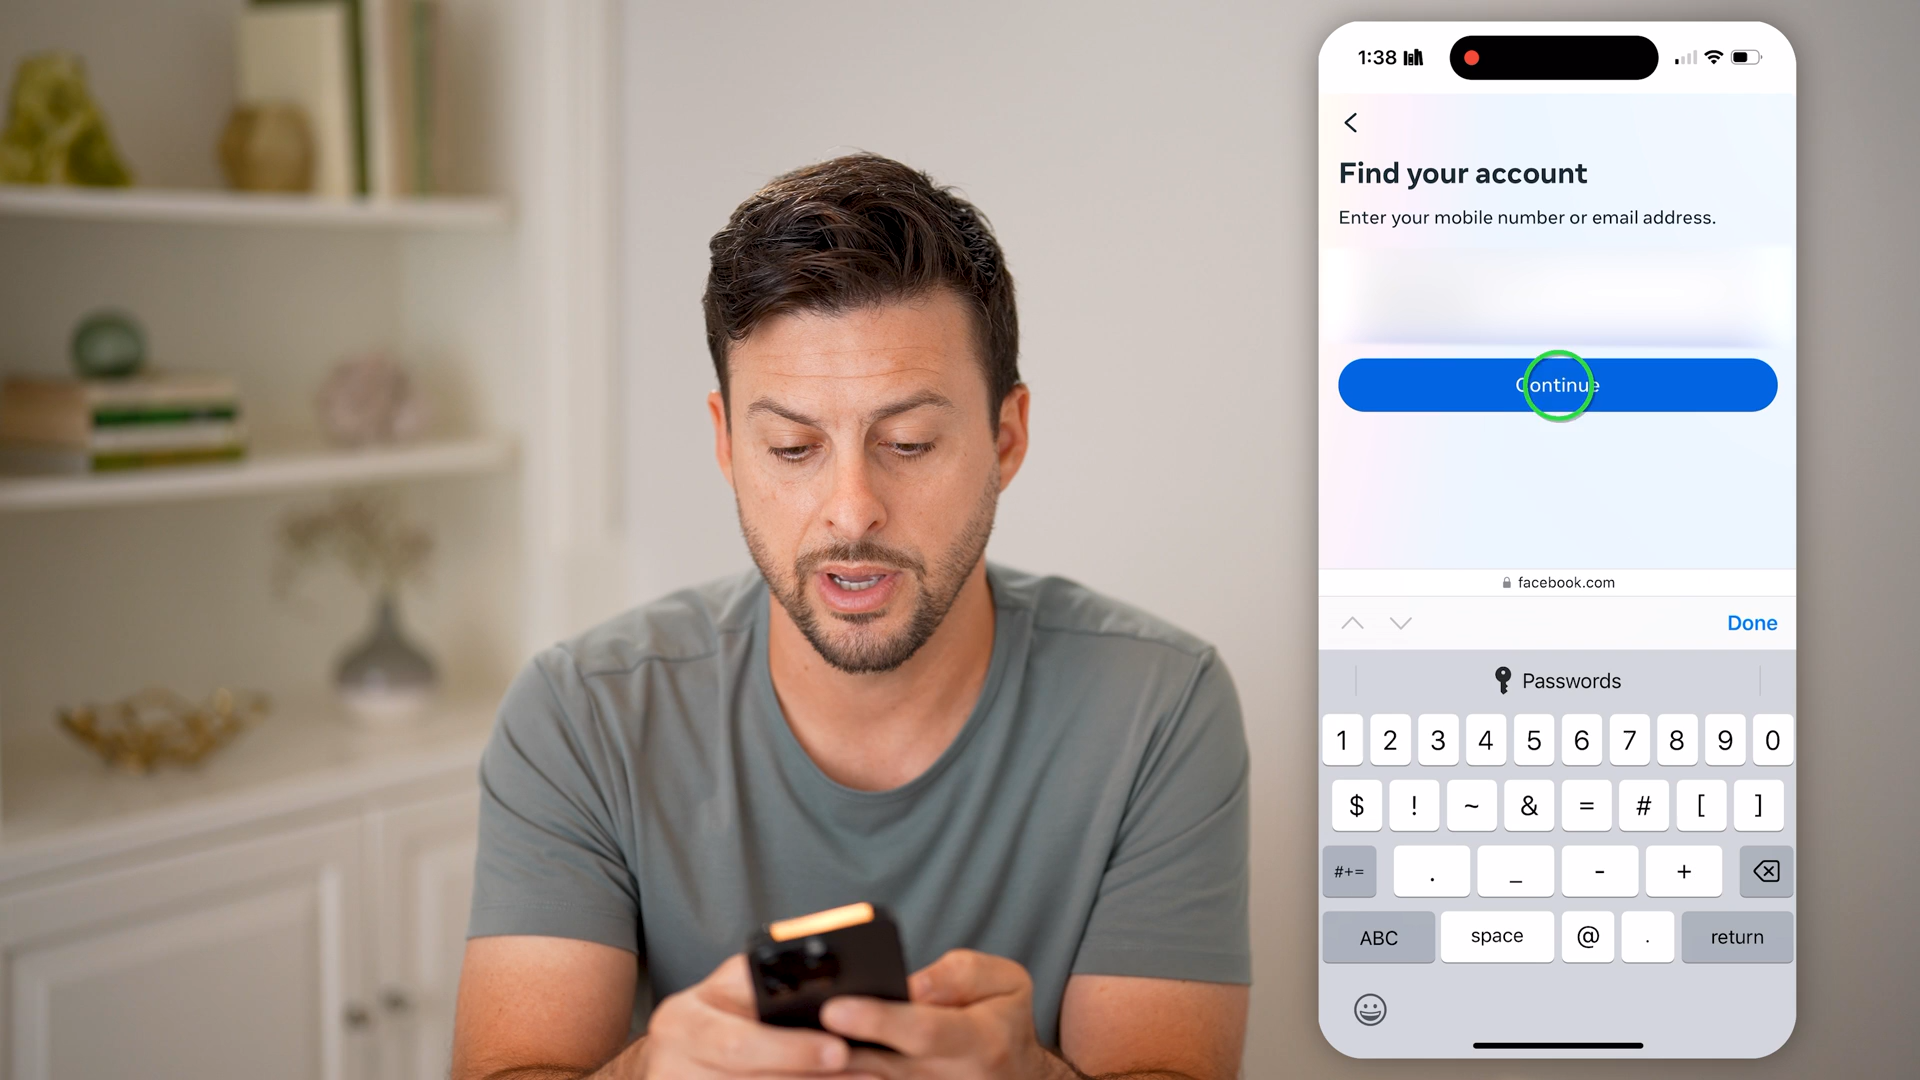 1:38
Find your account
Enter your mobile number or email address.
Continue
facebook.com
Done
Passwords
1 2 3 4 5 6 7 8 9 0
$ ! ~ & = # [ ]
#+= . _ - +
ABC space @ . return